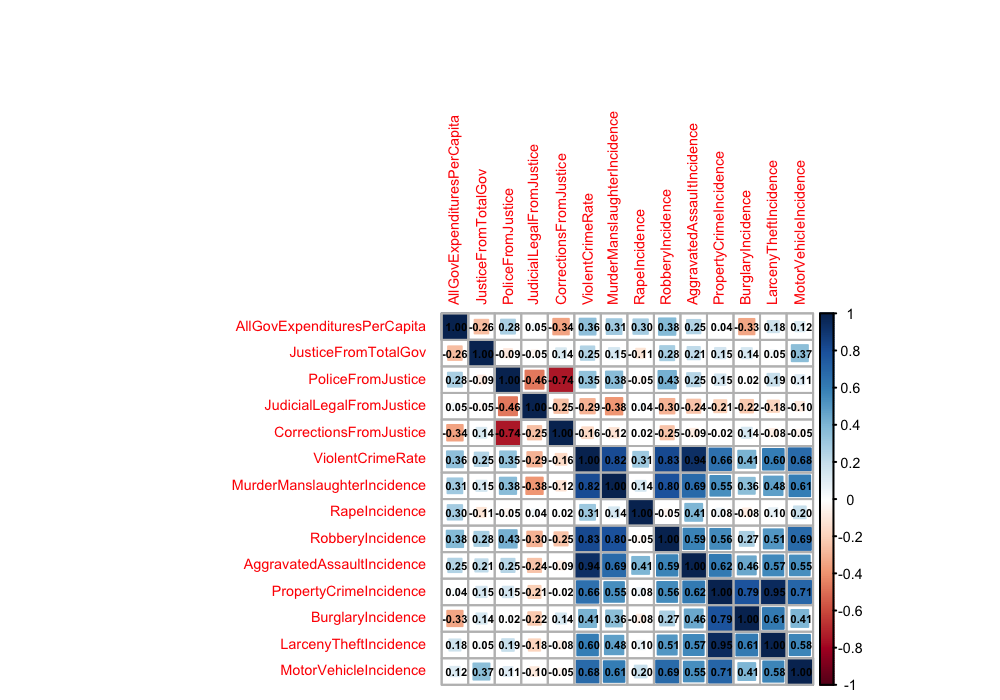 AllGovExpendituresPerCapita
JusticeFromTotalGov
PoliceFromJustice
JudicialLegalFromJustice
CorrectionsFromJustice
ViolentCrimeRate
MurderManslaughterIncidence
RapeIncidence
RobberyIncidence
AggravatedAssaultIncidence
PropertyCrimeIncidence
BurglaryIncidence
LarcenyTheftIncidence
MotorVehicleIncidence
AllGovExpendituresPerCapita 1.00 -0.26 0.28 0.05 -0.34 0.36 0.31 0.30 0.38 0.25 0.04 -0.33 0.18 0.12 1
JusticeFromTotalGov -0.26 1.00 -0.09 -0.05 0.14 0.25 0.15 -0.11 0.28 0.21 0.15 0.14 0.05 0.37 0.8
PoliceFromJustice 0.28 -0.09 1.00 -0.46 -0.74 0.35 0.38 -0.05 0.43 0.25 0.15 0.02 0.19 0.11 0.6
JudicialLegalFromJustice 0.05 -0.05 -0.46 1.00 -0.25 -0.29 -0.38 0.04 -0.30 -0.24 -0.21 -0.22 -0.18 -0.10
CorrectionsFromJustice -0.34 0.14 -0.74 -0.25 1.00 -0.16 -0.12 0.02 -0.25 -0.09 -0.02 0.14 -0.08 -0.05 0.4
ViolentCrimeRate 0.36 0.25 0.35 -0.29 -0.16 1.00 0.82 0.31 0.83 0.94 0.66 0.41 0.60 0.68 0.2
MurderManslaughterIncidence 0.31 0.15 0.38 -0.38 -0.12 0.82 1.00 0.14 0.80 0.69 0.55 0.36 0.48 0.61 0
RapeIncidence 0.30 -0.11 -0.05 0.04 0.02 0.31 0.14 1.00 -0.05 0.41 0.08 -0.08 0.10 0.20
RobberyIncidence 0.38 0.28 0.43 -0.30 -0.25 0.83 0.80 -0.05 1.00 0.59 0.56 0.27 0.51 0.69 -0.2
AggravatedAssaultIncidence 0.25 0.21 0.25 -0.24 -0.09 0.94 0.69 0.41 0.59 1.00 0.62 0.46 0.57 0.55 -0.4
PropertyCrimeIncidence 0.04 0.15 0.15 -0.21 -0.02 0.66 0.55 0.08 0.56 0.62 1.00 0.79 0.95 0.71
BurglaryIncidence -0.33 0.14 0.02 -0.22 0.14 0.41 0.36 -0.08 0.27 0.46 0.79 1.00 0.61 0.41 -0.6
LarcenyTheftIncidence 0.18 0.05 0.19 -0.18 -0.08 0.60 0.48 0.10 0.51 0.57 0.95 0.61 1.00 0.58 -0.8
MotorVehicleIncidence 0.12 0.37 0.11 -0.10 -0.05 0.68 0.61 0.20 0.69 0.55 0.71 0.41 0.58 1.00 -1